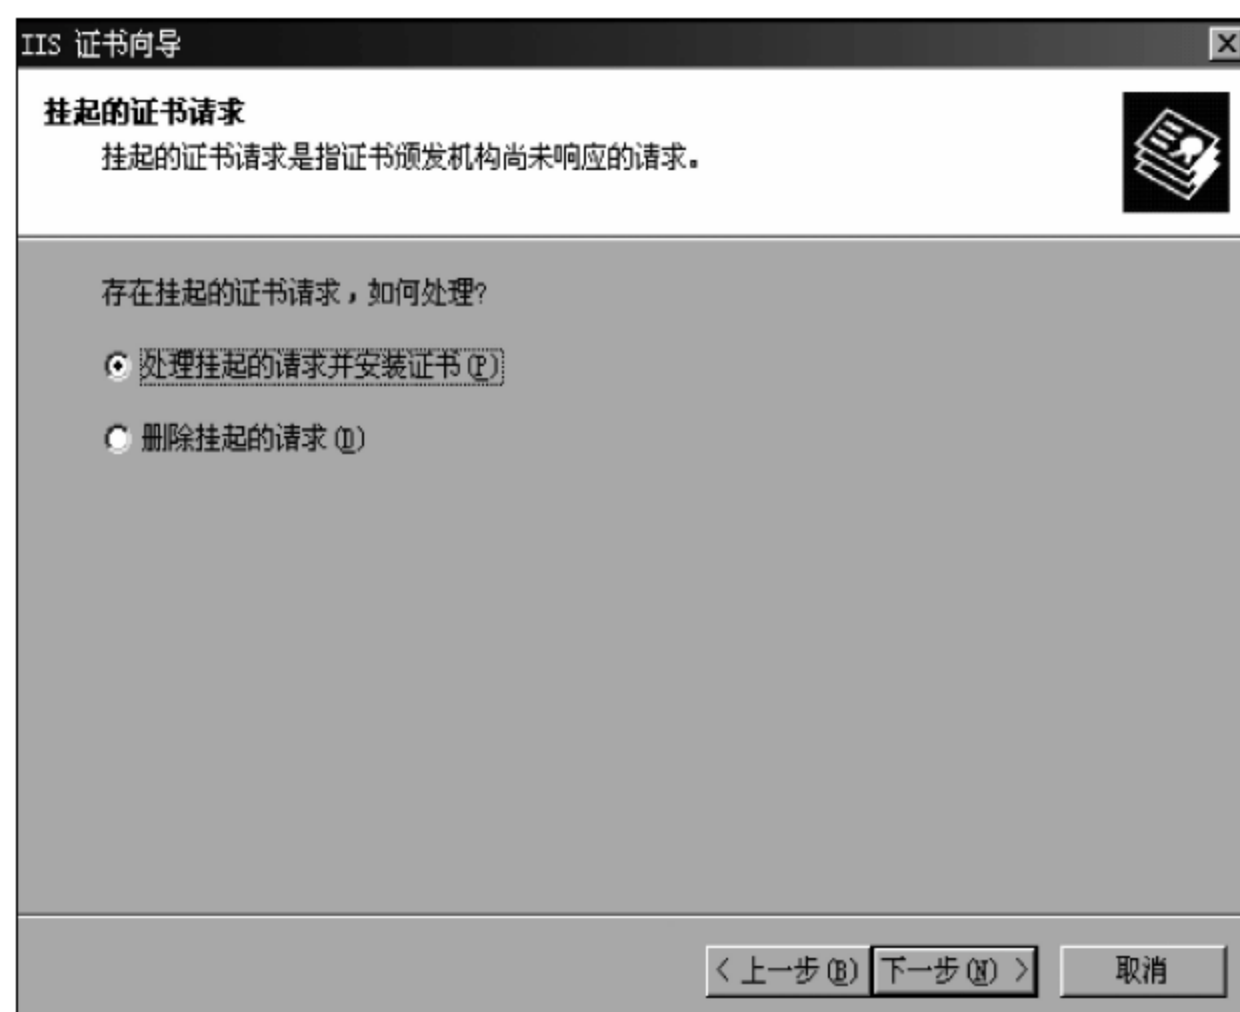 IIS 证书向导
挂起的证书请求
挂起的证书请求是指证书颁发机构尚未响应的请求。
存在挂起的证书请求，如何处理?
处理挂起的请求并安装证书(P)
删除挂起的请求(D)
< 上一步(B) 下一步(N) > 取消